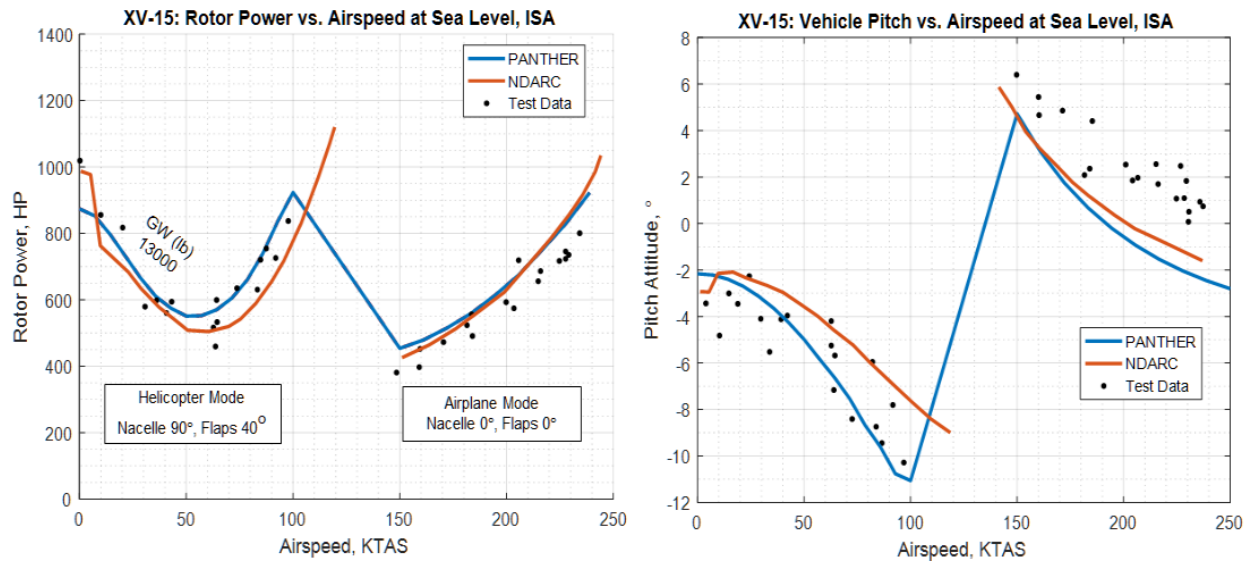 XV-15: Rotor Power vs. Airspeed at Sea Level, ISA
1400
1200
1000
800
600
400
200
0
Rotor Power, HP
PANTHER
NDARC
Test Data
GW (lb)
13000
Helicopter Mode
Nacelle 90°, Flaps 40°
Airplane Mode
Nacelle 0°, Flaps 0°
0 50 100 150 200 250
Airspeed, KTAS
XV-15: Vehicle Pitch vs. Airspeed at Sea Level, ISA
8
6
4
2
0
-2
-4
-6
-8
-10
-12
Pitch Attitude, °
PANTHER
NDARC
Test Data
0 50 100 150 200 250
Airspeed, KTAS